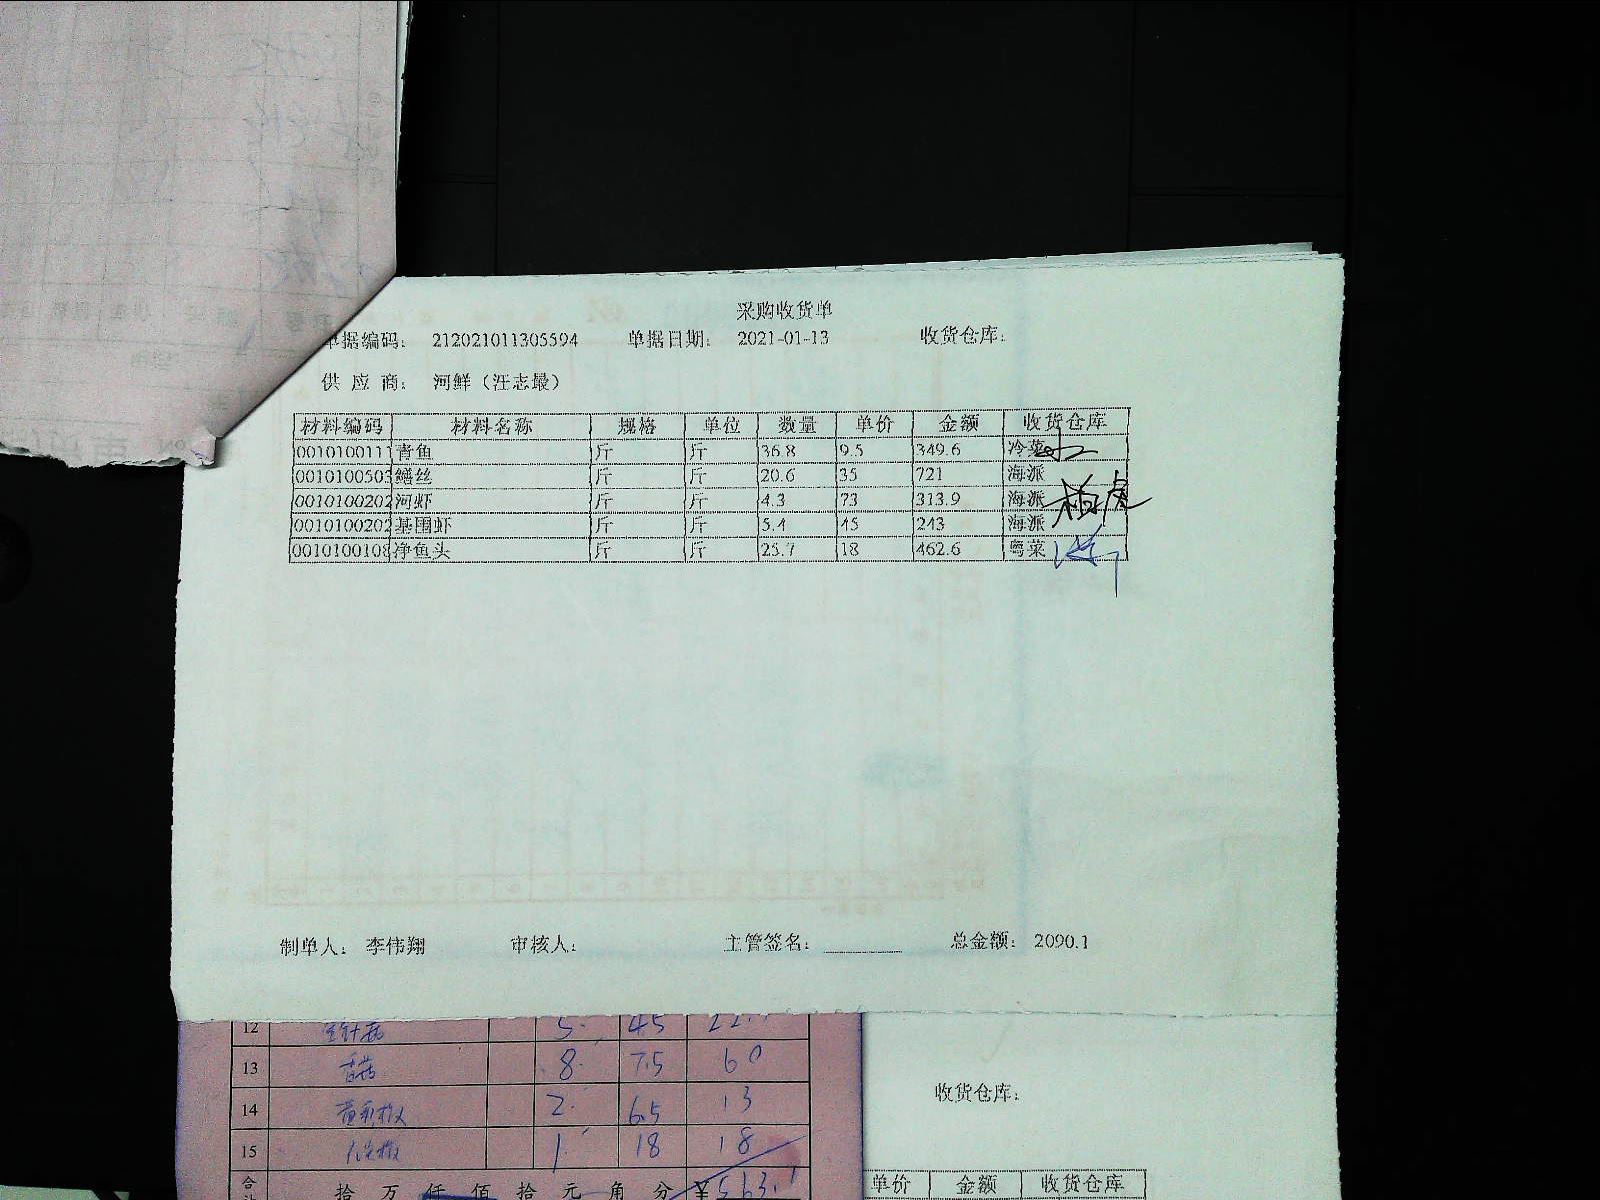 采购收货单
单据编码： 212021011305594 单据日期： 2021-01-13 收货仓库：
供 应 商： 河鲜（汪志最）
材料编码 材料名称 规格 单位 数量 单价 金额 收货仓库
0010100111 青鱼 斤 斤 36.8 9.5 349.6 冷菜
0010100503 鳝丝 斤 斤 20.6 35 721 海派
0010100202 河虾 斤 斤 4.3 73 313.9 海派
0010100202 基围虾 斤 斤 5.4 45 243 海派
0010100108 净鱼头 斤 斤 25.7 18 462.6 粤菜
制单人： 李伟翔 审核人： 主管签名： 总金额： 2090.1
12 金针菇 5 45
13 香菇 8 7.5 60
14 2 6.5 13
15 1 18 18
合 拾 万 仟 佰 拾 元 角 分 ¥563.1
收货仓库：
单价 金额 收货仓库